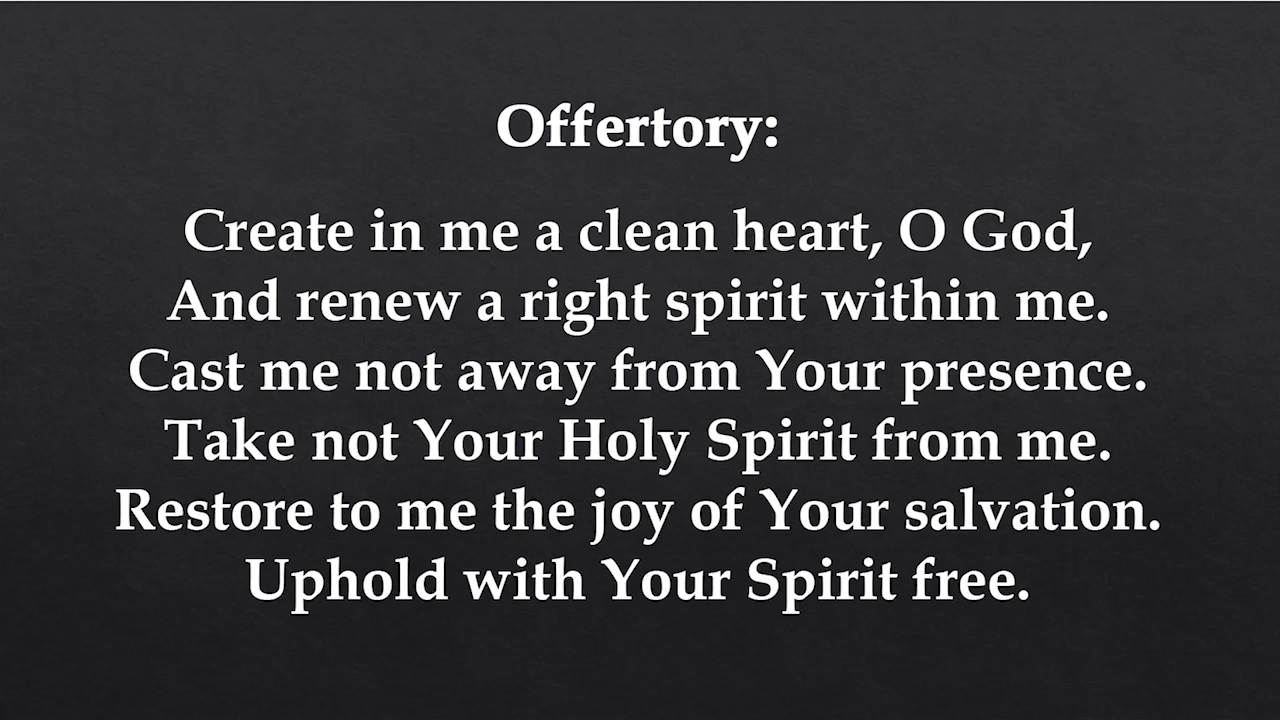 Offertory:
Create in me a clean heart, O God,
And renew a right spirit within me.
Cast me not away from Your presence.
Take not Your Holy Spirit from me.
Restore to me the joy of Your salvation.
Uphold with Your Spirit free.